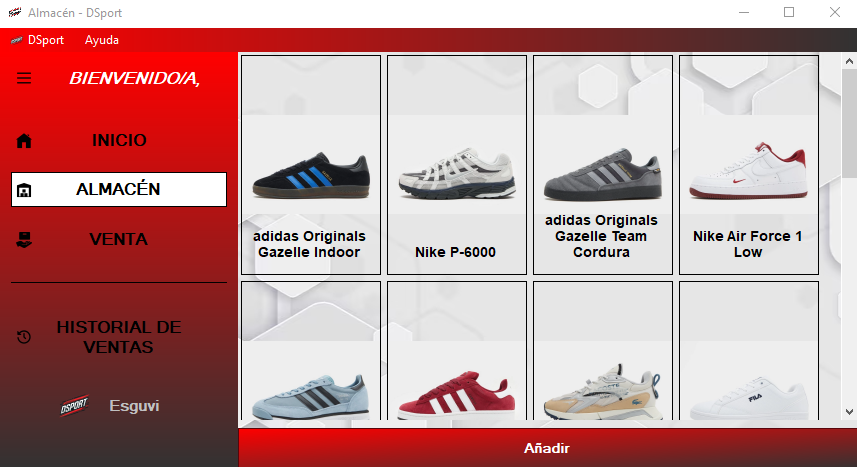 Almacén - DSport
DSport Ayuda
BIENVENIDO/A,
INICIO
ALMACÉN
VENTA
HISTORIAL DE
VENTAS
DSPORT Esguvi
adidas Originals
Gazelle Indoor
Nike P-6000
adidas Originals
Gazelle Team
Cordura
Nike Air Force 1
Low
FILA
Añadir